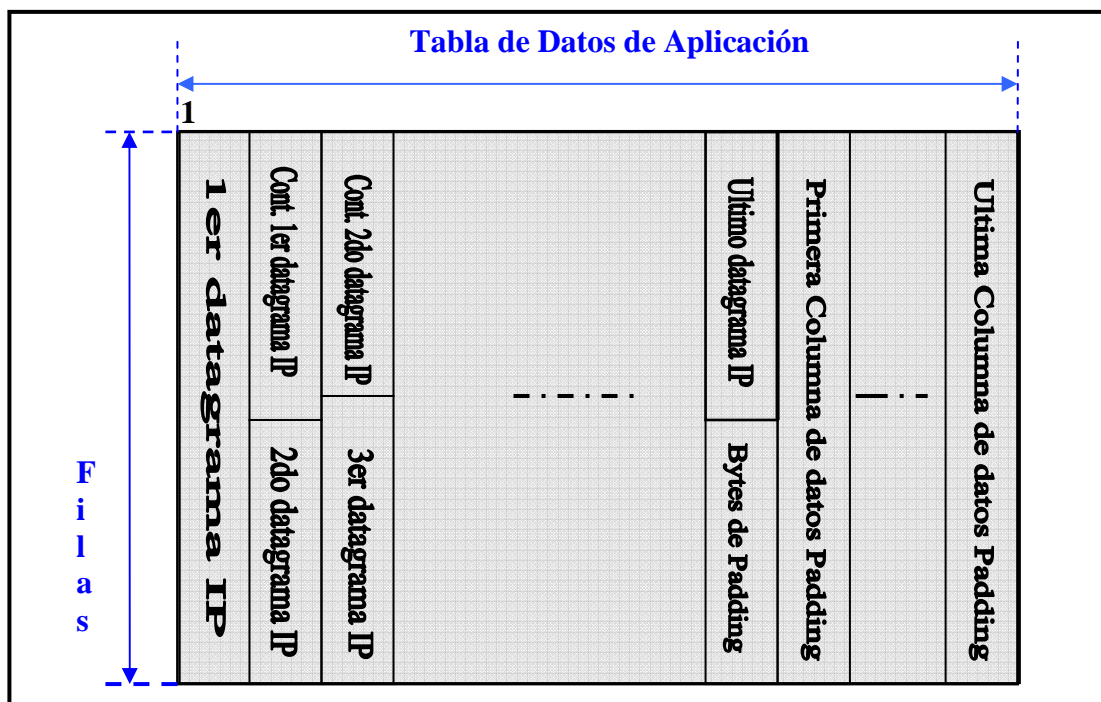 Tabla de Datos de Aplicación
1
Filas
1er datagrama IP
Cont. 1er datagrama IP
2do datagrama IP
Cont. 2do datagrama IP
3er datagrama IP
Ultimo datagrama IP
Bytes de Padding
Primera Columna de datos Padding
Ultima Columna de datos Padding